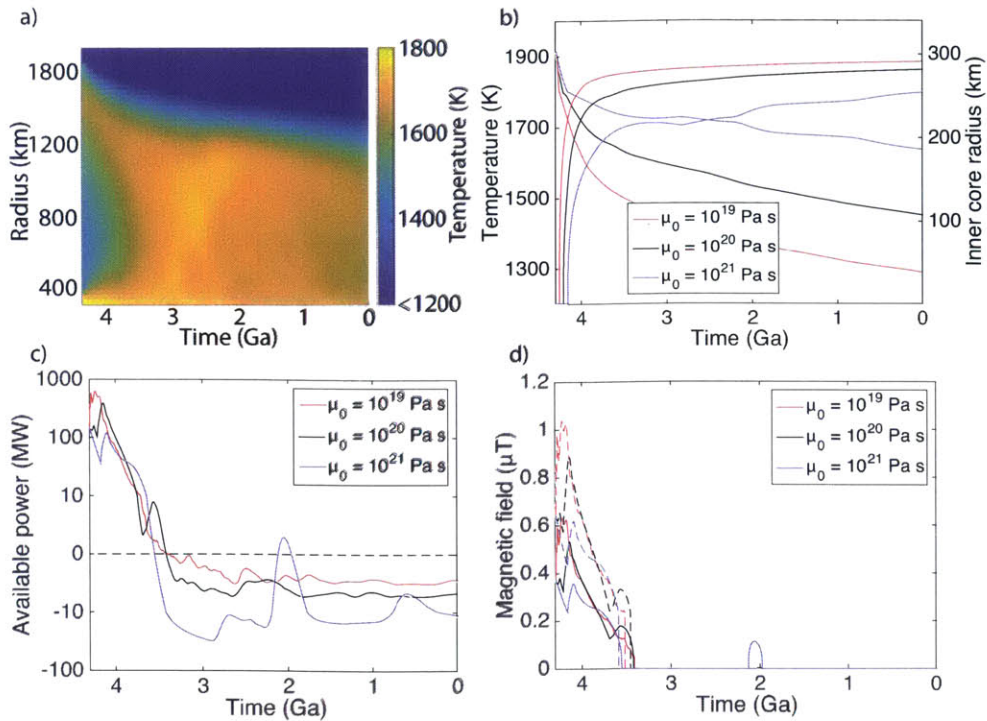 a)
1800
1200
800
400
Radius (km)
4
3
2
1
0
Time (Ga)
1800
1600
1400
<1200
Temperature (K)
b)
1900
1700
1500
1300
Temperature (K)
300
200
100
0
Inner core radius (km)
μ₀ = 10¹⁹ Pa s
μ₀ = 10²⁰ Pa s
μ₀ = 10²¹ Pa s
4
3
2
1
0
Time (Ga)
c)
1000
100
10
0
-10
-100
Available power (MW)
μ₀ = 10¹⁹ Pa s
μ₀ = 10²⁰ Pa s
μ₀ = 10²¹ Pa s
4
3
2
1
0
Time (Ga)
d)
1.2
1
0.8
0.6
0.4
0.2
0
Magnetic field (μT)
μ₀ = 10¹⁹ Pa s
μ₀ = 10²⁰ Pa s
μ₀ = 10²¹ Pa s
4
3
2
1
0
Time (Ga)